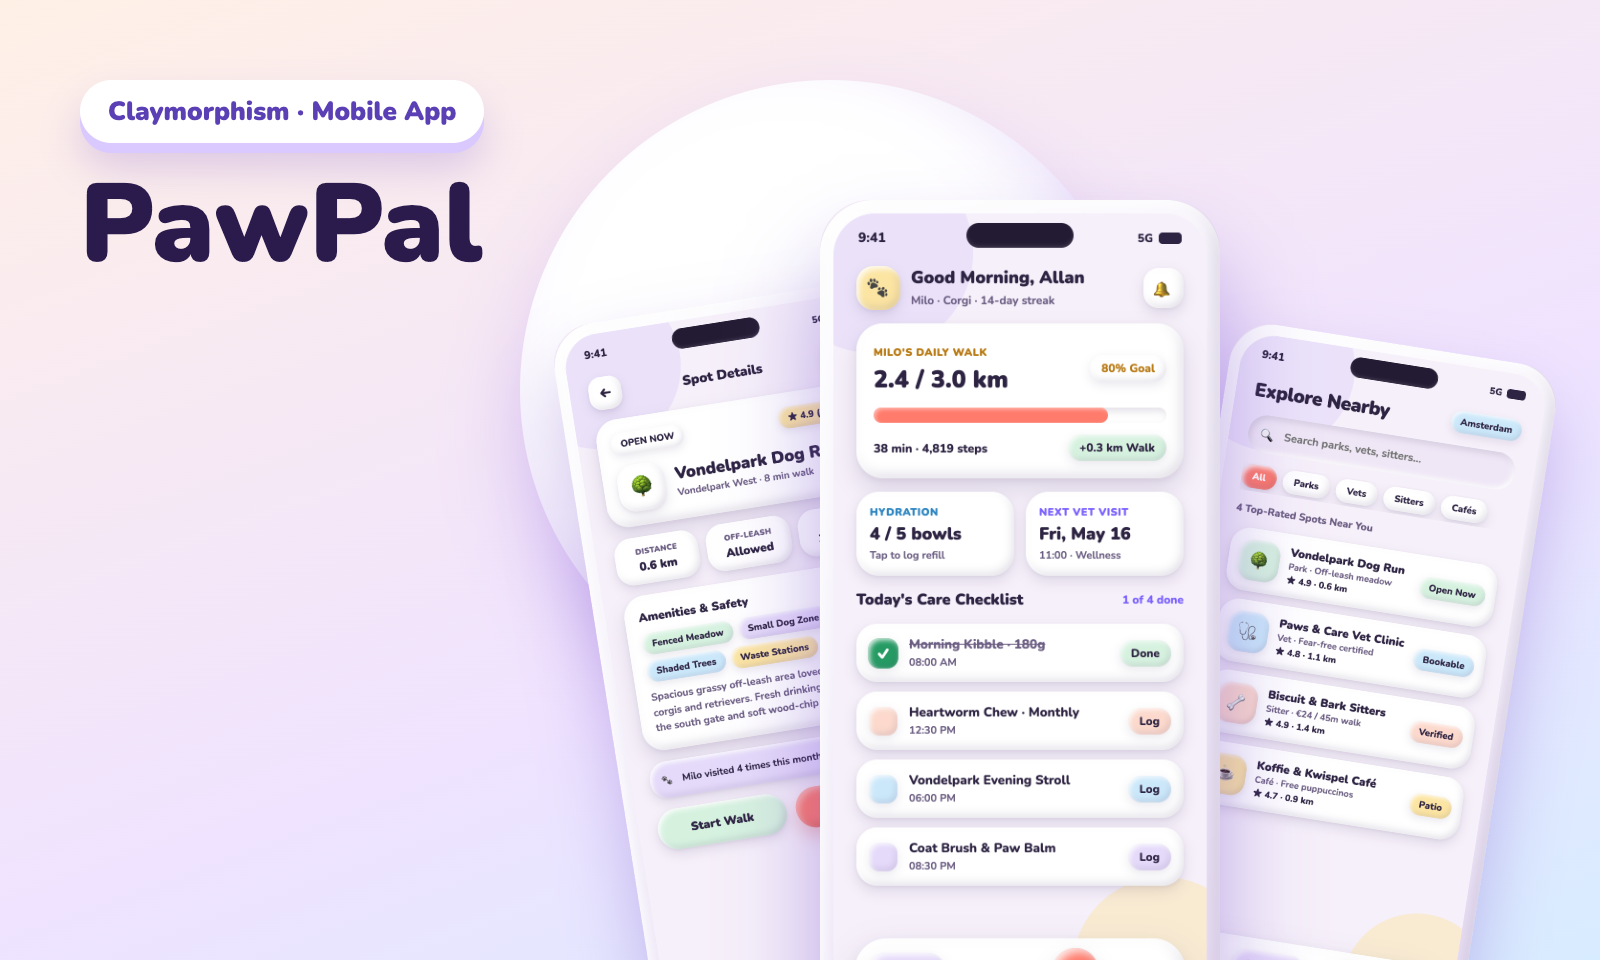 Claymorphism · Mobile App
PawPal
9:41
Spot Details
OPEN NOW
★ 4.9
Vondelpark Dog
Vondelpark West · 8 min walk
DISTANCE
0.6 km
OFF-LEASH
Allowed
Amenities & Safety
Fenced Meadow
Small Dog Zone
Shaded Trees
Waste Stations
Spacious grassy off-leash area
corgis and retrievers. Fresh drinking
the south gate and soft wood-chip
Milo visited 4 times this month
Start Walk
9:41
5G
Good Morning, Allan
Milo · Corgi · 14-day streak
MILO'S DAILY WALK
2.4 / 3.0 km
80% Goal
38 min · 4,819 steps
+0.3 km Walk
HYDRATION
4 / 5 bowls
Tap to log refill
NEXT VET VISIT
Fri, May 16
11:00 · Wellness
Today's Care Checklist
1 of 4 done
Morning Kibble · 180g
08:00 AM
Done
Heartworm Chew · Monthly
12:30 PM
Log
Vondelpark Evening Stroll
06:00 PM
Log
Coat Brush & Paw Balm
08:30 PM
Log
9:41
5G
Explore Nearby
Amsterdam
Search parks, vets, sitters...
All
Parks
Vets
Sitters
Cafés
4 Top-Rated Spots Near You
Vondelpark Dog Run
Park · Off-leash meadow
★ 4.9 · 0.6 km
Open Now
Paws & Care Vet Clinic
Vet · Fear-free certified
★ 4.8 · 1.1 km
Bookable
Biscuit & Bark Sitters
Sitter · €24 / 45m walk
★ 4.9 · 1.4 km
Verified
Koffie & Kwispel Café
Café · Free puppuccinos
★ 4.7 · 0.9 km
Patio